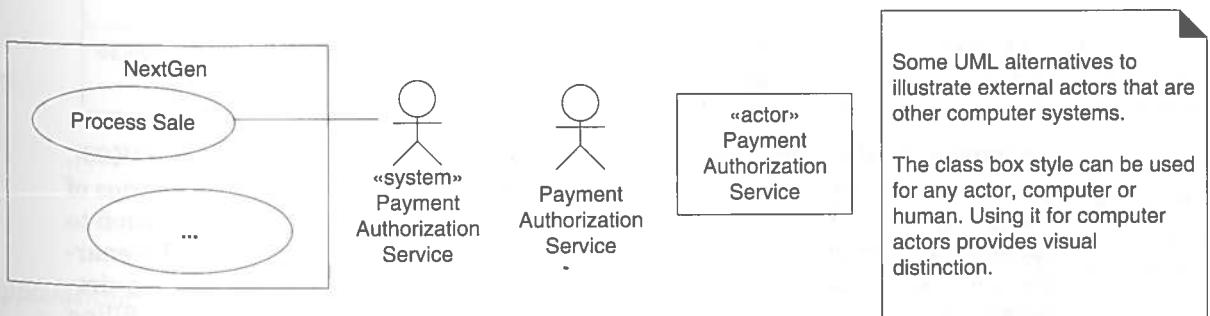 NextGen
Process Sale
...
«system»
Payment
Authorization
Service
Payment
Authorization
Service
«actor»
Payment
Authorization
Service
Some UML alternatives to
illustrate external actors that are
other computer systems.
The class box style can be used
for any actor, computer or
human. Using it for computer
actors provides visual
distinction.